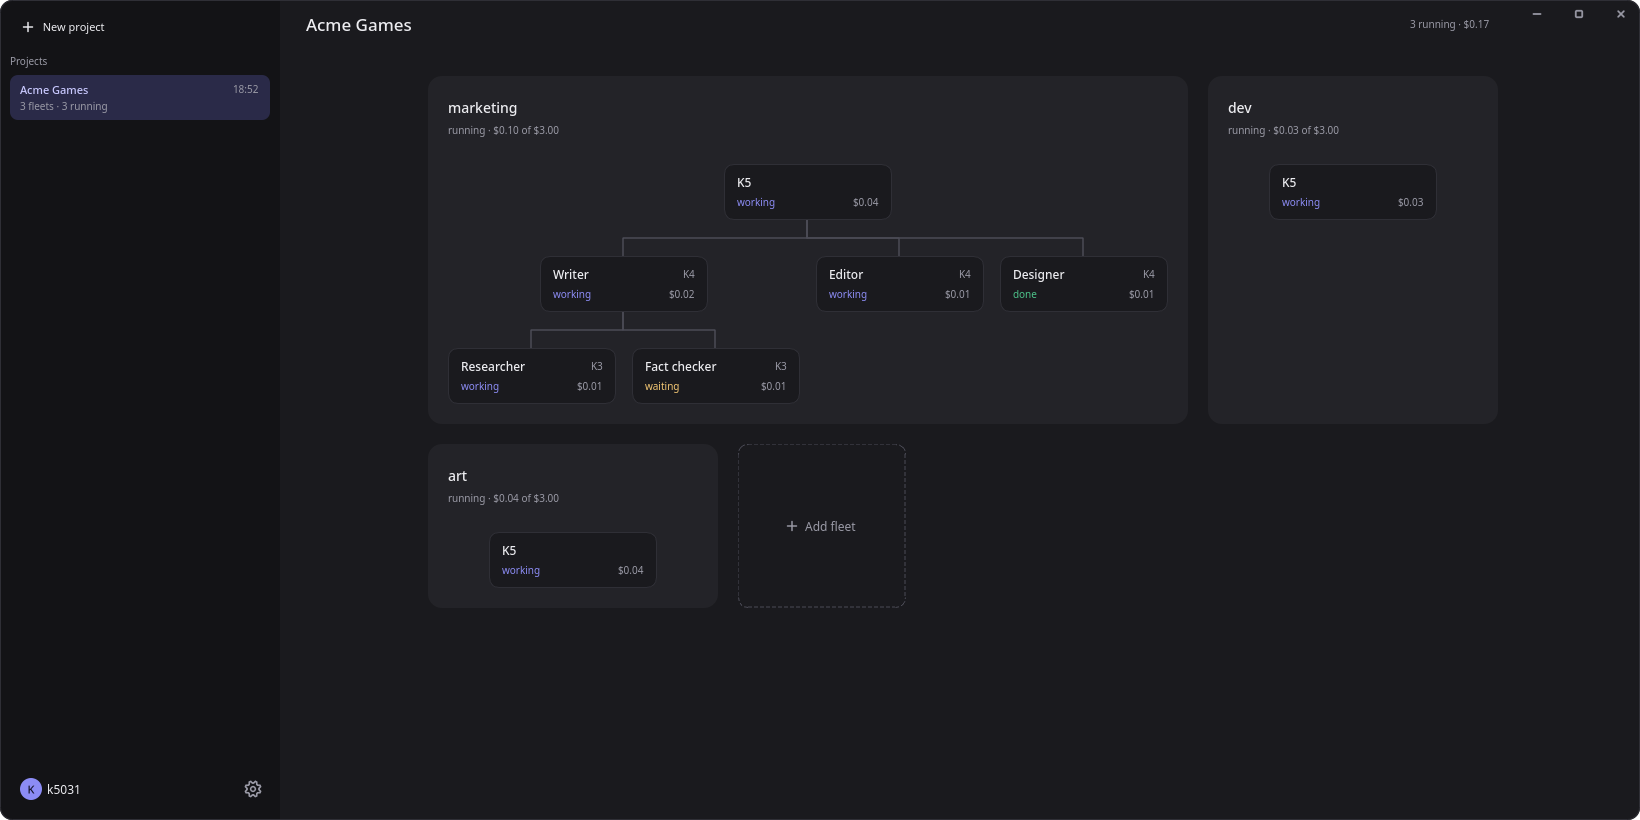 New project
Projects
Acme Games
18:52
3 fleets · 3 running
K
k5031
Acme Games
3 running · $0.17
marketing
running · $0.10 of $3.00
K5
working
$0.04
Writer
K4
working
$0.02
Editor
K4
working
$0.01
Designer
K4
done
$0.01
Researcher
K3
working
$0.01
Fact checker
K3
waiting
$0.01
dev
running · $0.03 of $3.00
K5
working
$0.03
art
running · $0.04 of $3.00
K5
working
$0.04
Add fleet